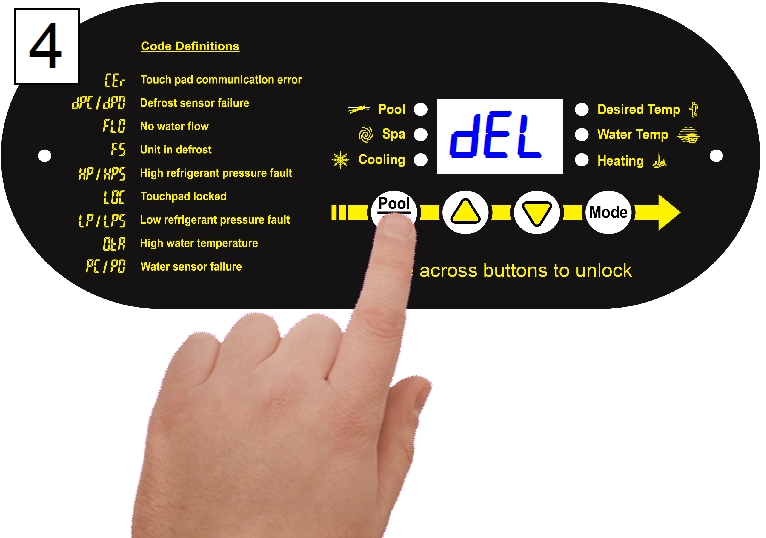 4
Code Definitions
CEr Touch pad communication error
dPC/dPO Defrost sensor failure
FLO No water flow
FS Unit in defrost
HP/HPS High refrigerant pressure fault
LOC Touchpad locked
LP/LPS Low refrigerant pressure fault
OtA High water temperature
PC/PO Water sensor failure
Pool
Spa
Cooling
dEL
Desired Temp
Water Temp
Heating
Pool
Mode
across buttons to unlock